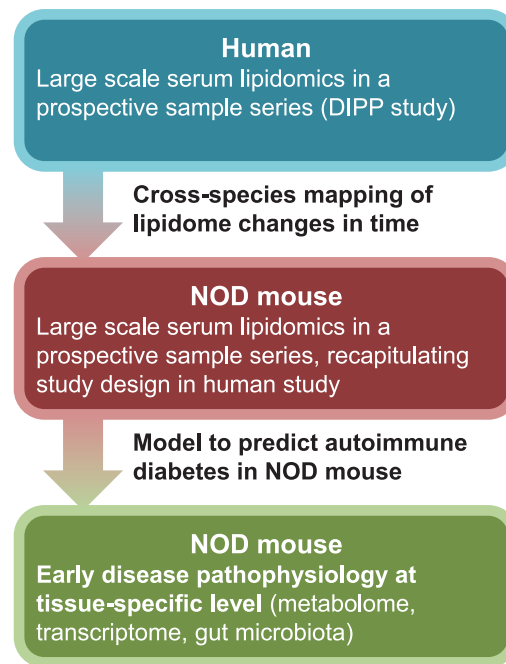 Human
Large scale serum lipidomics in a
prospective sample series (DIPP study)
Cross-species mapping of
lipidome changes in time
NOD mouse
Large scale serum lipidomics in a
prospective sample series, recapitulating
study design in human study
Model to predict autoimmune
diabetes in NOD mouse
NOD mouse
Early disease pathophysiology at
tissue-specific level (metabolome,
transcriptome, gut microbiota)